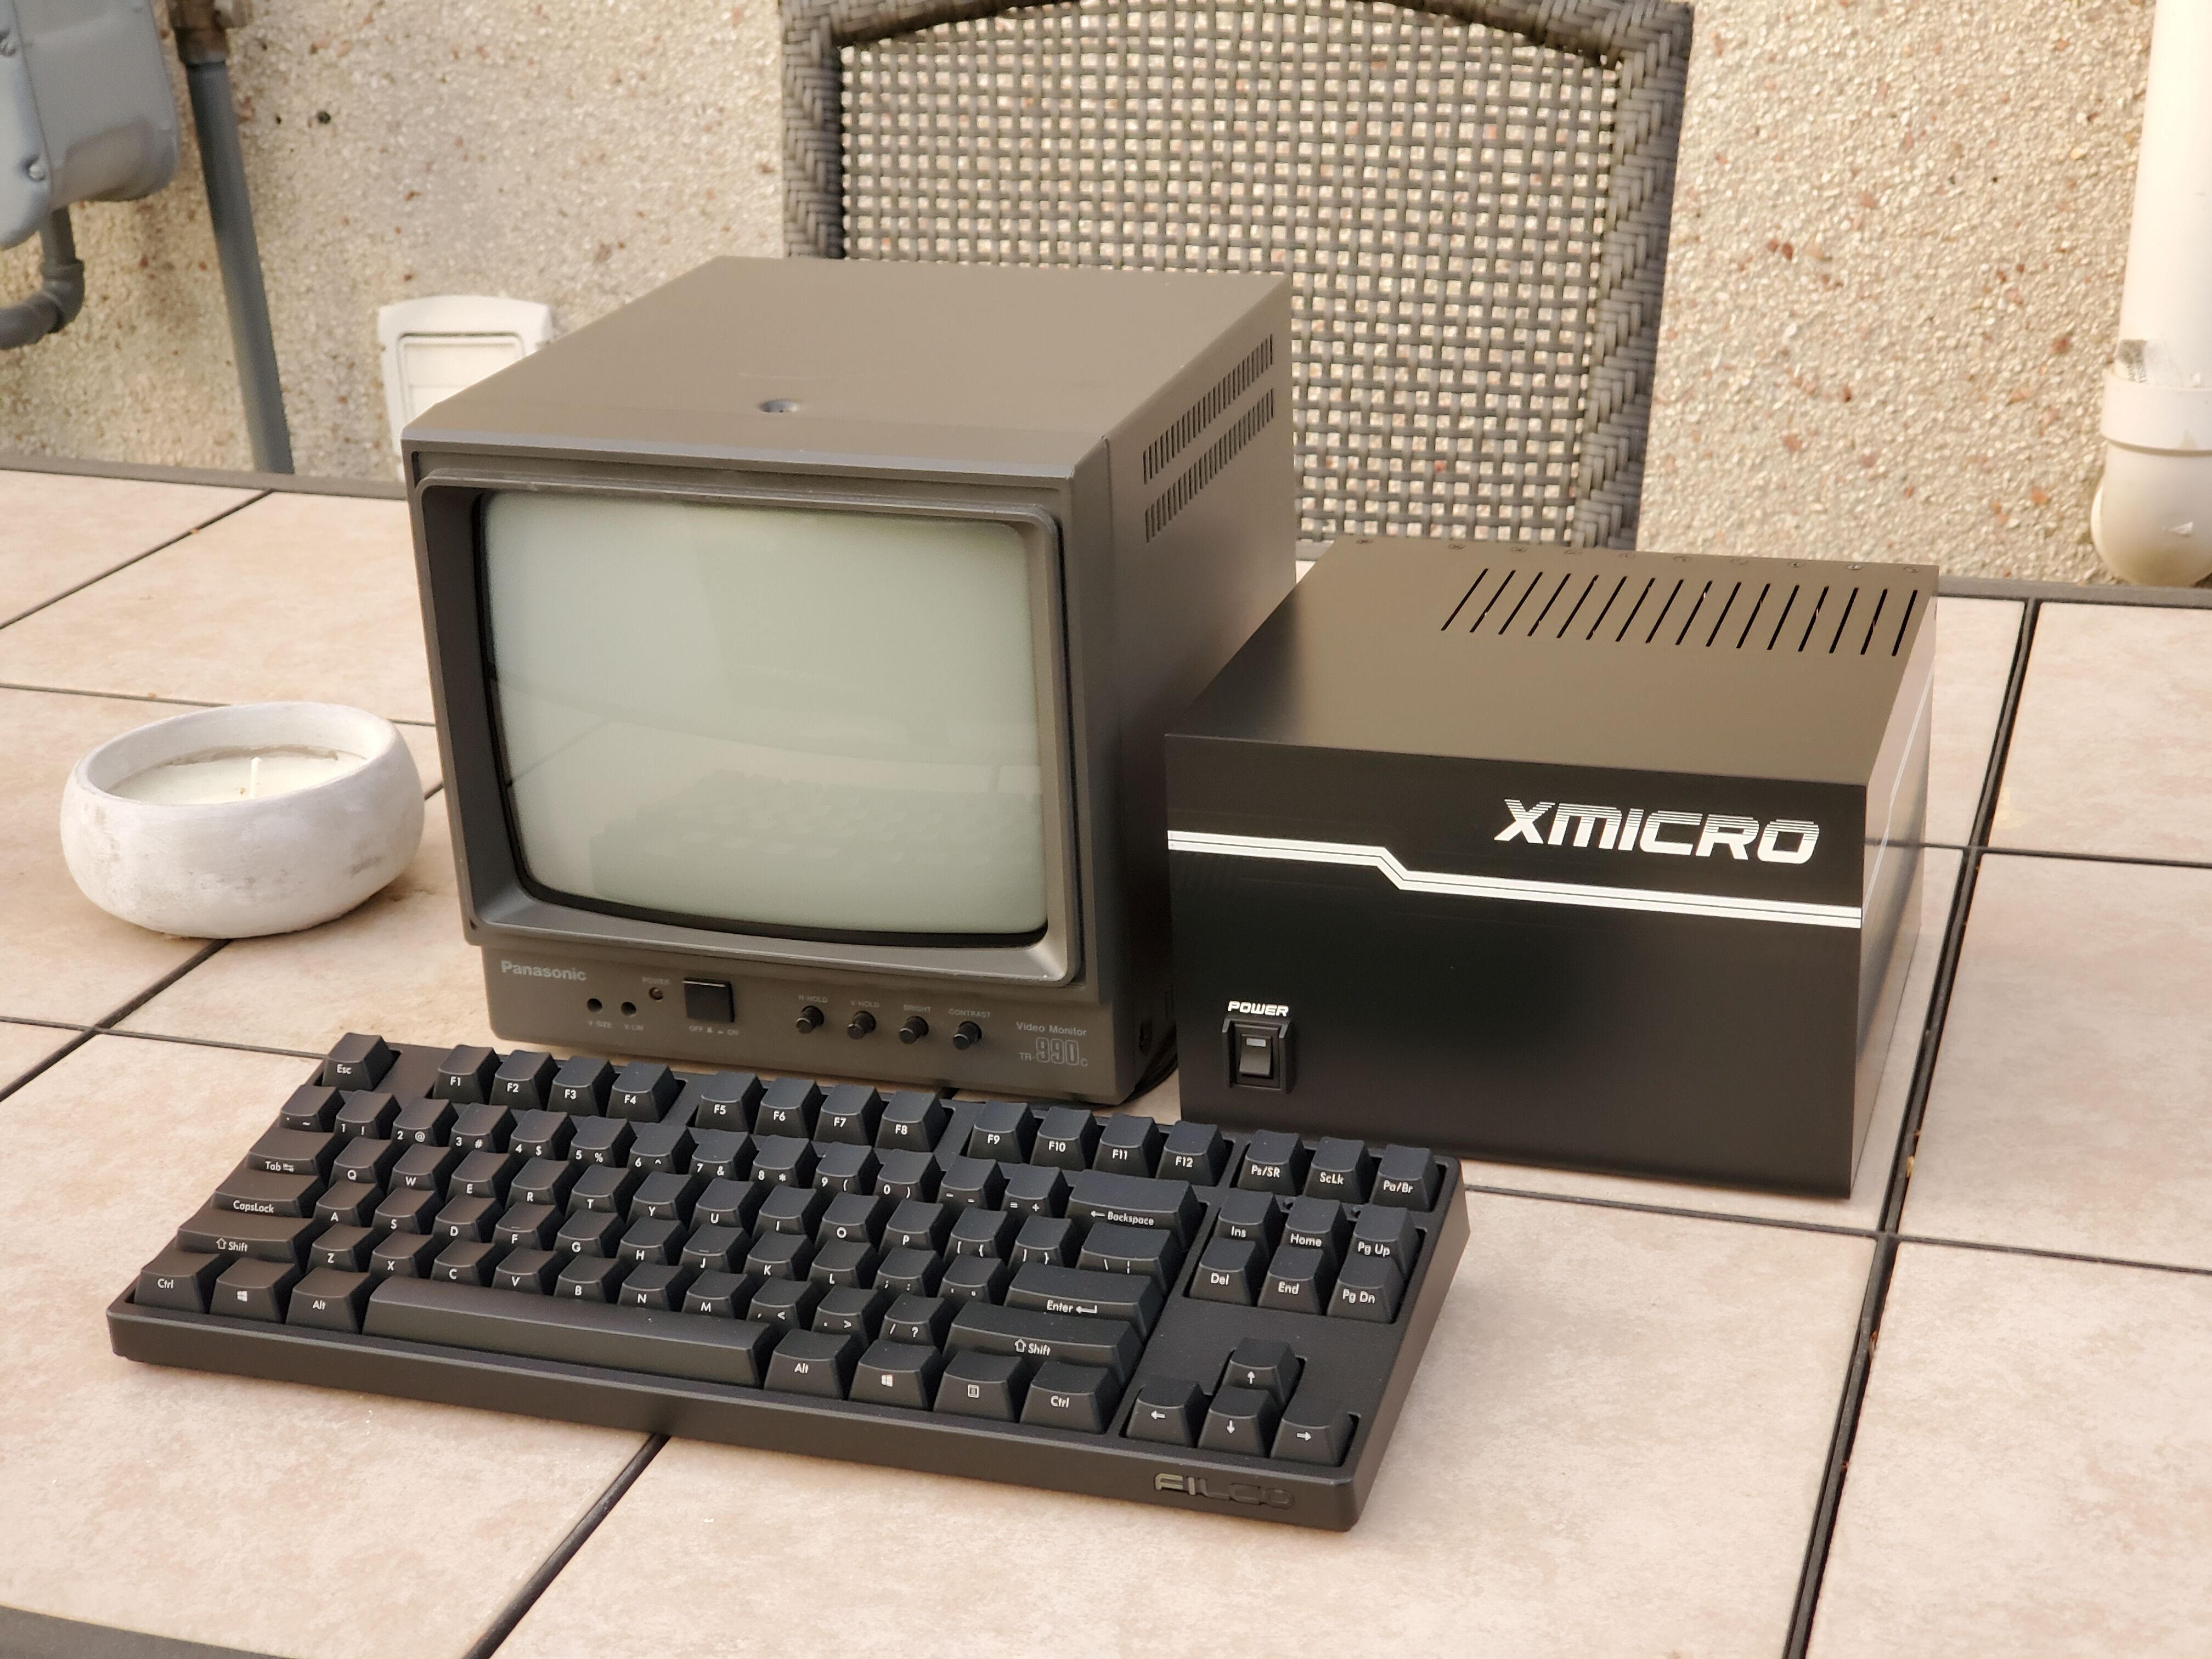 XMICRO
POWER
Panasonic
POWER
V-SIZE V-LIN
OFF ON
H-HOLD V-HOLD BRIGHT CONTRAST
Video Monitor
TR-990C
Esc F1 F2 F3 F4 F5 F6 F7 F8 F9 F10 F11 F12 Ps/SR ScLk Pa/Br
` ~ 1 ! 2 @ 3 # 4 $ 5 % 6 ^ 7 & 8 * 9 ( 0 ) - _ = + ← Backspace Ins Home Pg Up
Tab Q W E R T Y U I O P [ { ] } \ | Del End Pg Dn
CapsLock A S D F G H J K L ; : ' " Enter
⇧ Shift Z X C V B N M , < . > / ? ⇧ Shift ↑
Ctrl Alt Alt Ctrl ← ↓ →
FILCO